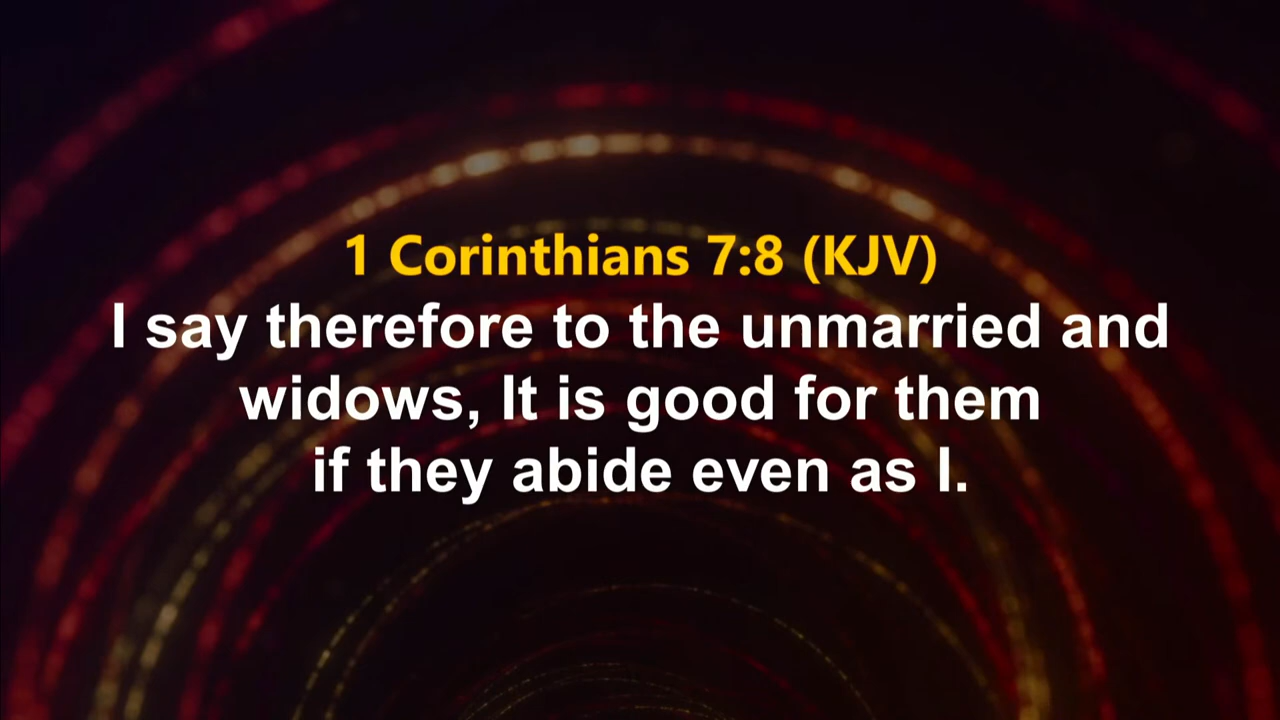 1 Corinthians 7:8 (KJV)
I say therefore to the unmarried and
widows, It is good for them
if they abide even as I.